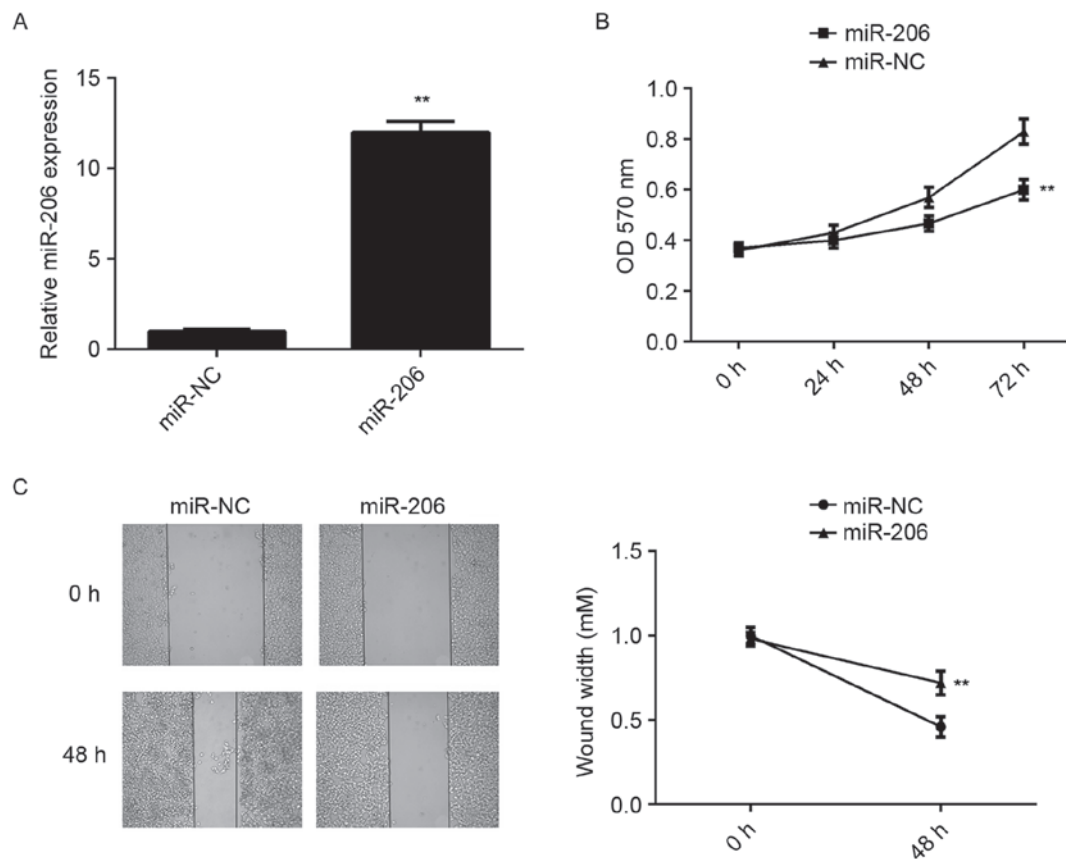 A
Relative miR-206 expression
15
10
5
0
**
miR-NC
miR-206
B
miR-206
miR-NC
OD 570 nm
1.0
0.8
0.6
0.4
0.2
0.0
**
0 h
24 h
48 h
72 h
C
miR-NC
miR-206
0 h
48 h
miR-NC
miR-206
Wound width (mM)
1.5
1.0
0.5
0.0
**
0 h
48 h